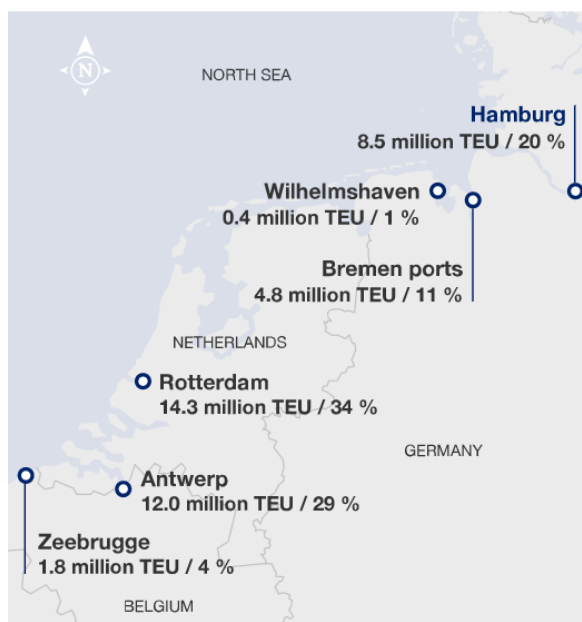 N
NORTH SEA
Hamburg
8.5 million TEU / 20 %
Wilhelmshaven
0.4 million TEU / 1 %
Bremen ports
4.8 million TEU / 11 %
NETHERLANDS
Rotterdam
14.3 million TEU / 34 %
GERMANY
Antwerp
12.0 million TEU / 29 %
Zeebrugge
1.8 million TEU / 4 %
BELGIUM